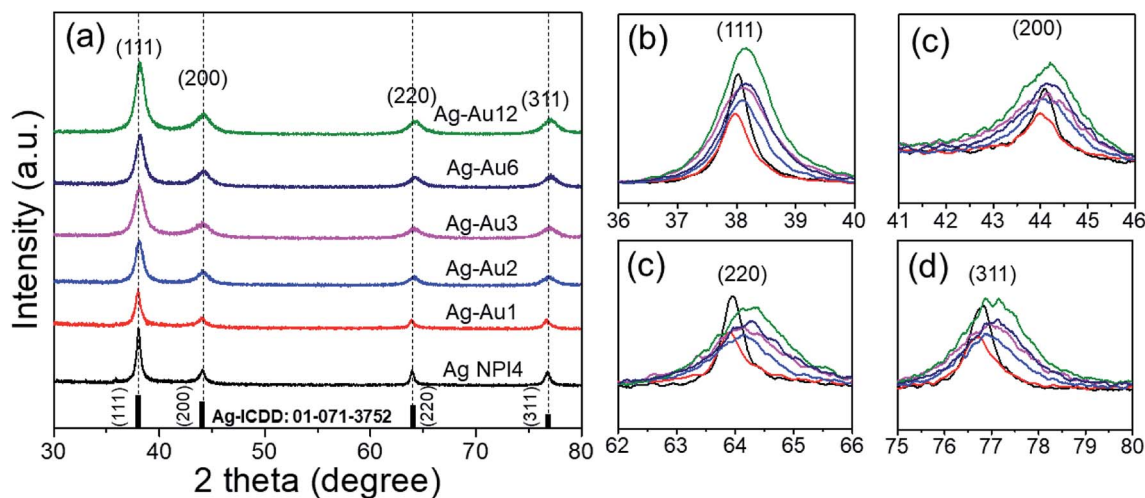 (a)
(111)
(200)
(220)
(311)
Ag-Au12
Ag-Au6
Ag-Au3
Ag-Au2
Ag-Au1
Ag NPI4
(111)
(200)
Ag-ICDD: 01-071-3752
(220)
(311)
30 40 50 60 70 80
2 theta (degree)
Intensity (a.u.)
(b)
(111)
36 37 38 39 40
(c)
(200)
41 42 43 44 45 46
(c)
(220)
62 63 64 65 66
(d)
(311)
75 76 77 78 79 80